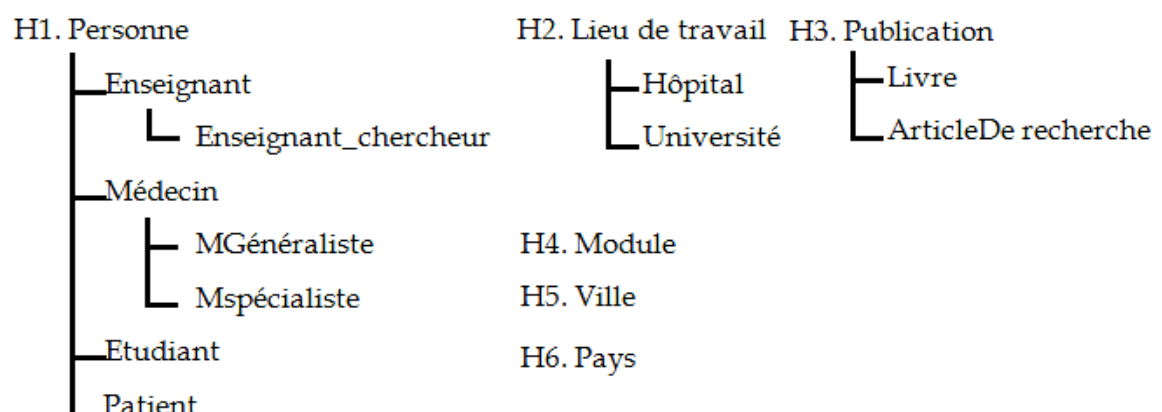 H1. Personne
Enseignant
Enseignant_chercheur
Médecin
MGénéraliste
Mspécialiste
Etudiant
Patient
H2. Lieu de travail
Hôpital
Université
H3. Publication
Livre
ArticleDe recherche
H4. Module
H5. Ville
H6. Pays